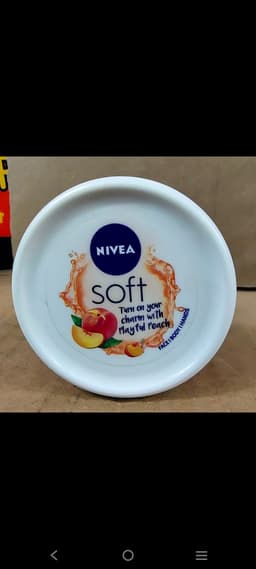 NIVEA
soft
Turn on your
charm with
Playful Peach
FACE | BODY | HANDS